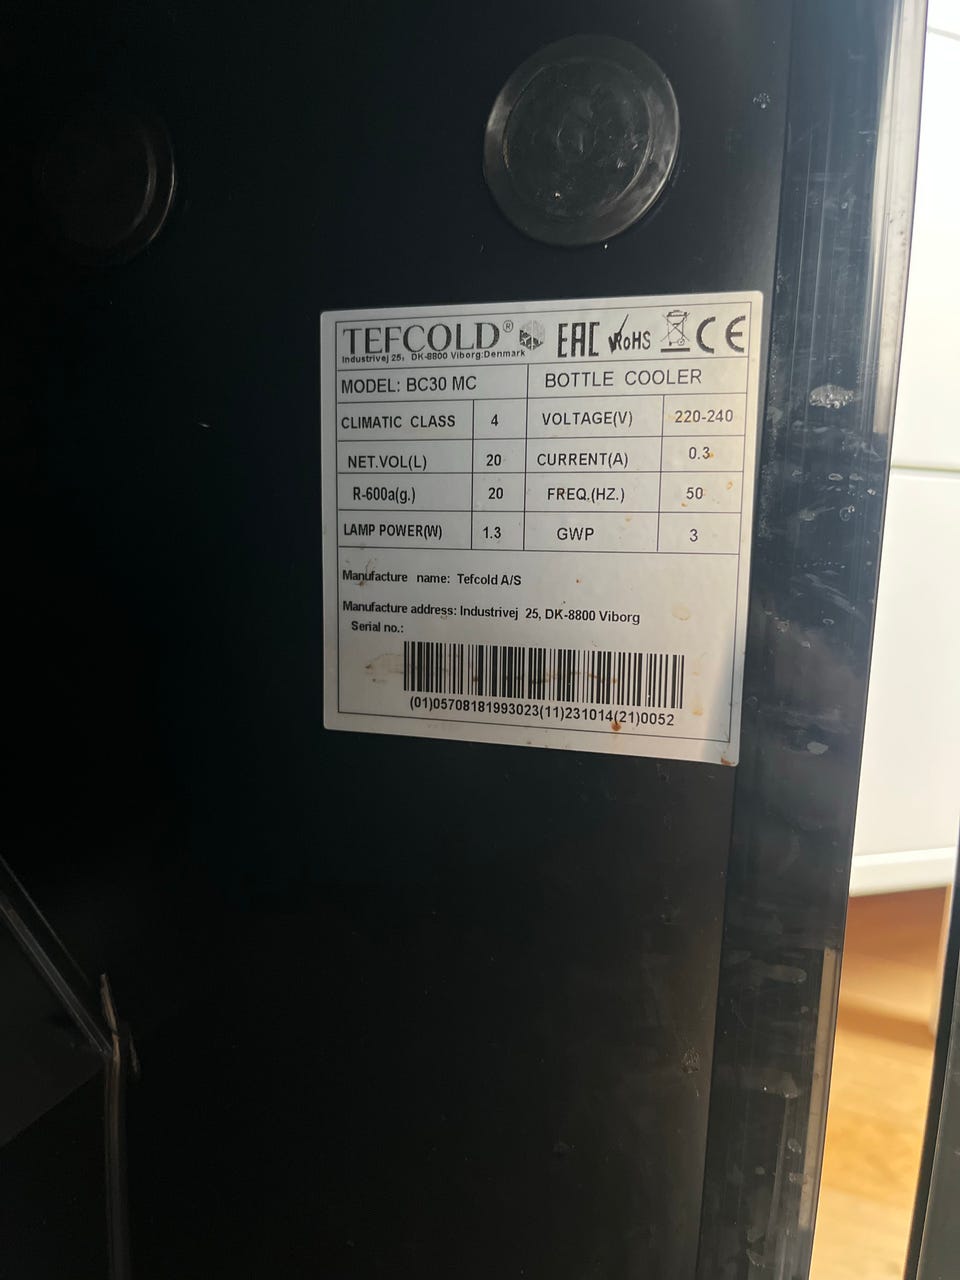 TEFCOLD® EAC RoHS CE
Industrivej 25, DK-8800 Viborg.Denmark
MODEL: BC30 MC BOTTLE COOLER
CLIMATIC CLASS 4 VOLTAGE(V) 220-240
NET.VOL(L) 20 CURRENT(A) 0.3
R-600a(g.) 20 FREQ.(HZ.) 50
LAMP POWER(W) 1.3 GWP 3
Manufacture name: Tefcold A/S
Manufacture address: Industrivej 25, DK-8800 Viborg
Serial no.:
(01)05708181993023(11)231014(21)0052